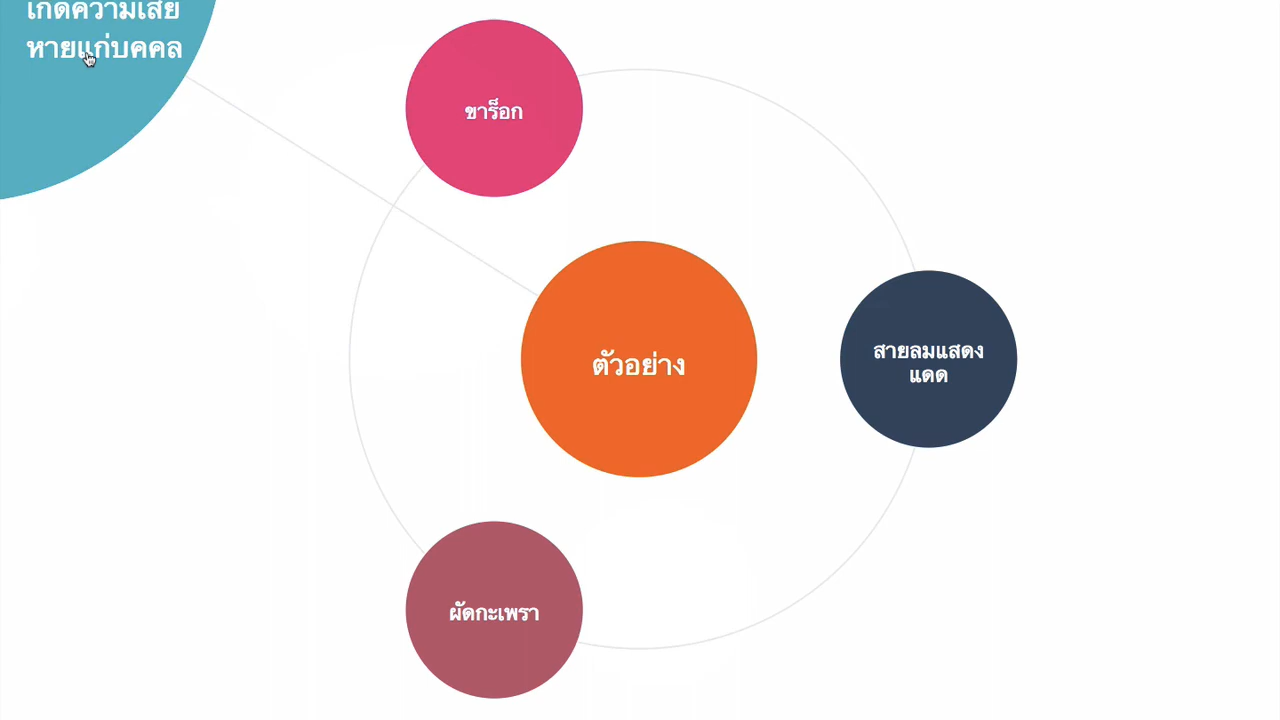 เกิดความเสีย
หายแก่บุคคล
ขาร็อก
ตัวอย่าง
สายลมแสดง
แดด
ผัดกะเพรา